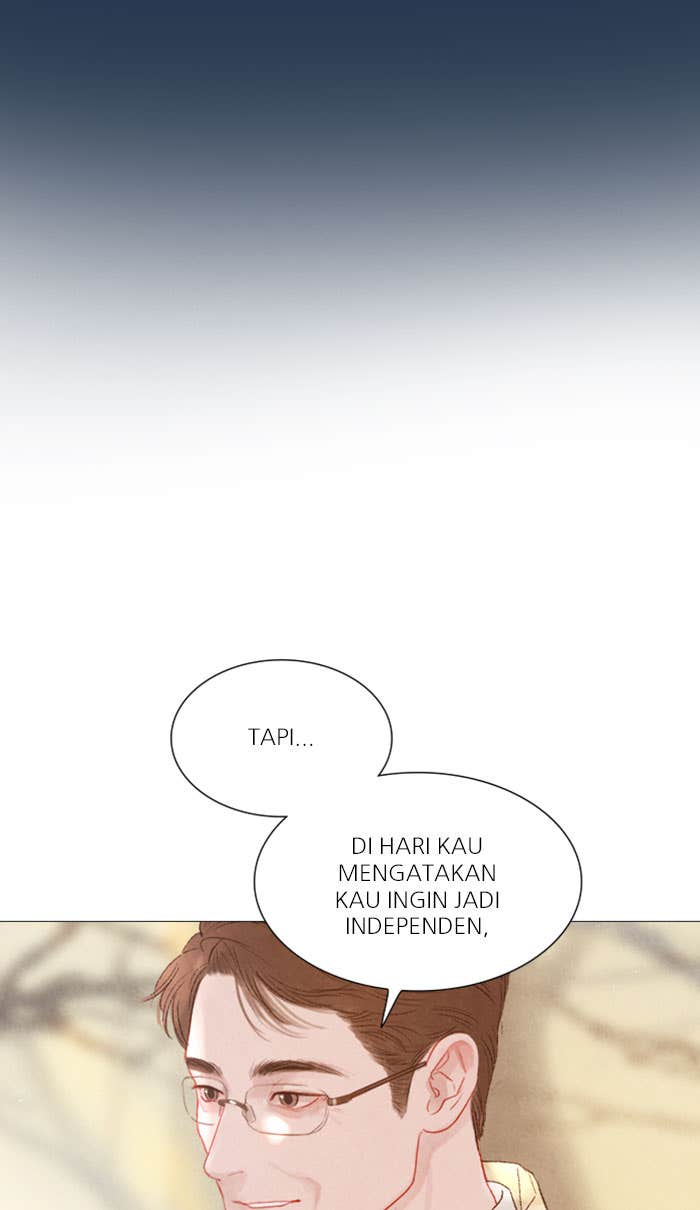 TAPI...
DI HARI KAU
MENGATAKAN
KAU INGIN JADI
INDEPENDEN,